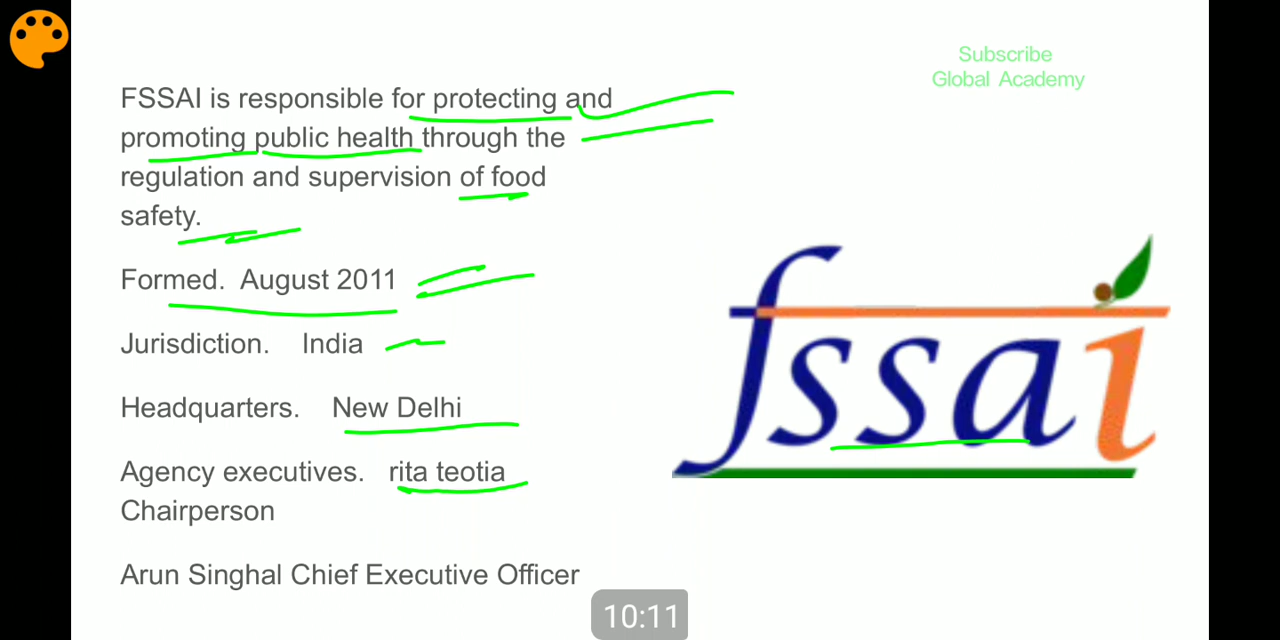 Subscribe
Global Academy
FSSAI is responsible for protecting and
promoting public health through the
regulation and supervision of food
safety.
Formed. August 2011
Jurisdiction. India
Headquarters. New Delhi
Agency executives. rita teotia
Chairperson
Arun Singhal Chief Executive Officer
fssai
10:11